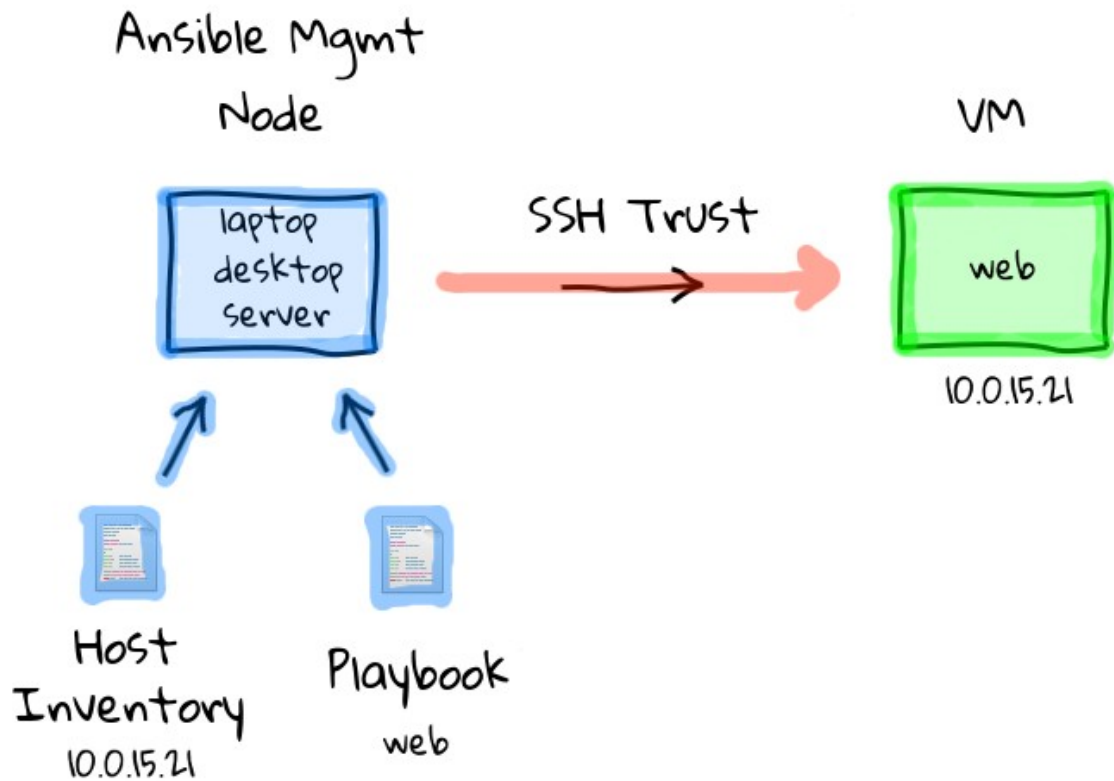 Ansible Mgmt
Node
laptop
desktop
server
SSH Trust
VM
web
10.0.15.21
Host
Inventory
10.0.15.21
Playbook
web